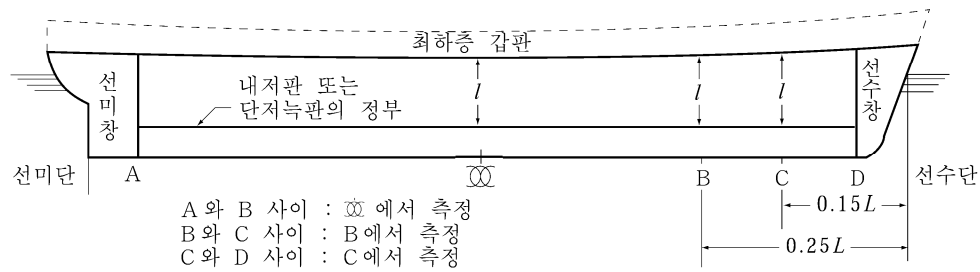 최하층 갑판
선미창
선수창
내저판 또는
단저늑판의 정부
l
l
l
선미단
A
B
C
D
선수단
0.15L
0.25L
A와 B 사이 : 에서 측정
B와 C 사이 : B에서 측정
C와 D 사이 : C에서 측정